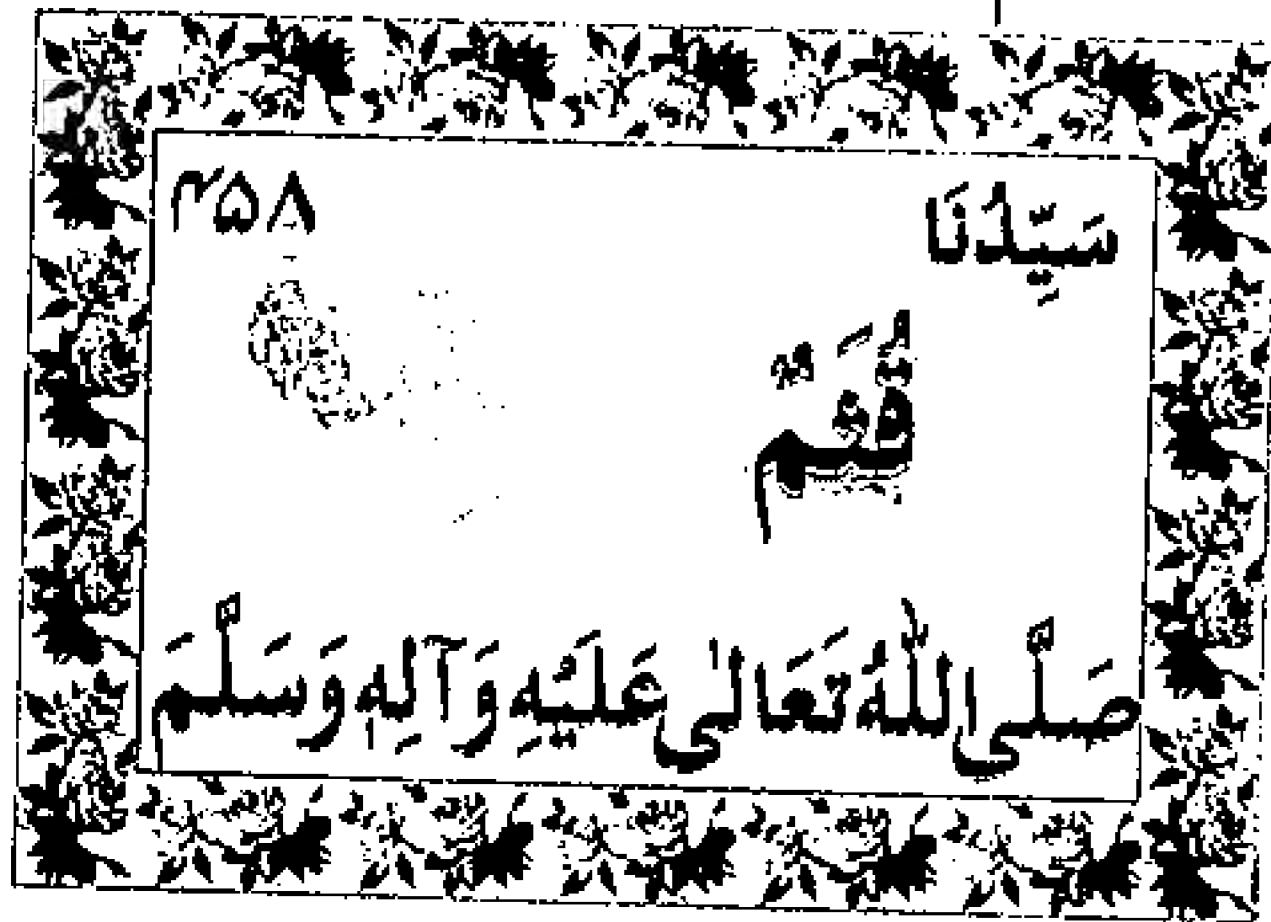 سَيِّدُنَا ۴۵۸
قُثَمٌ
صَلَّى اللّٰهُ تَعَالٰى عَلَيْهِ وَآلِهٖ وَسَلَّمَ